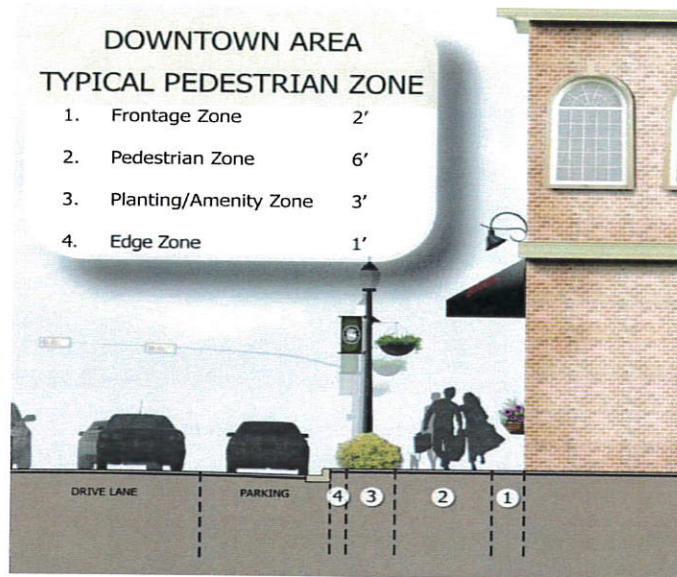 DOWNTOWN AREA
TYPICAL PEDESTRIAN ZONE
1. Frontage Zone 2'
2. Pedestrian Zone 6'
3. Planting/Amenity Zone 3'
4. Edge Zone 1'
DRIVE LANE PARKING 4 3 2 1